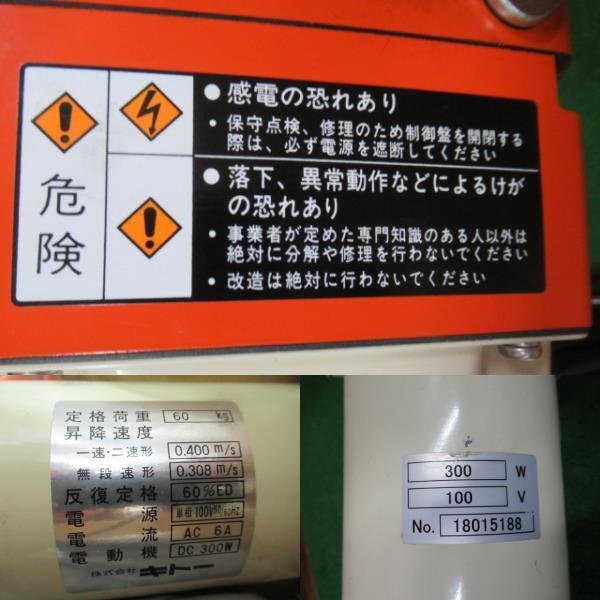 危険
● 感電の恐れあり
・保守点検、修理のため制御盤を開閉する
際は、必ず電源を遮断してください
● 落下、異常動作などによるけが
の恐れあり
・事業者が定めた専門知識のある人以外は
絶対に分解や修理を行わないでください
・改造は絶対に行わないでください
定格荷重 60 kg
昇降速度
一速・二速形 0.400 m/s
無段速形 0.308 m/s
反復定格 60%ED
電源 単相100V50/60Hz
電流 AC 6A
電動機 DC 300W
株式会社キトー
300 W
100 V
No. 18015188